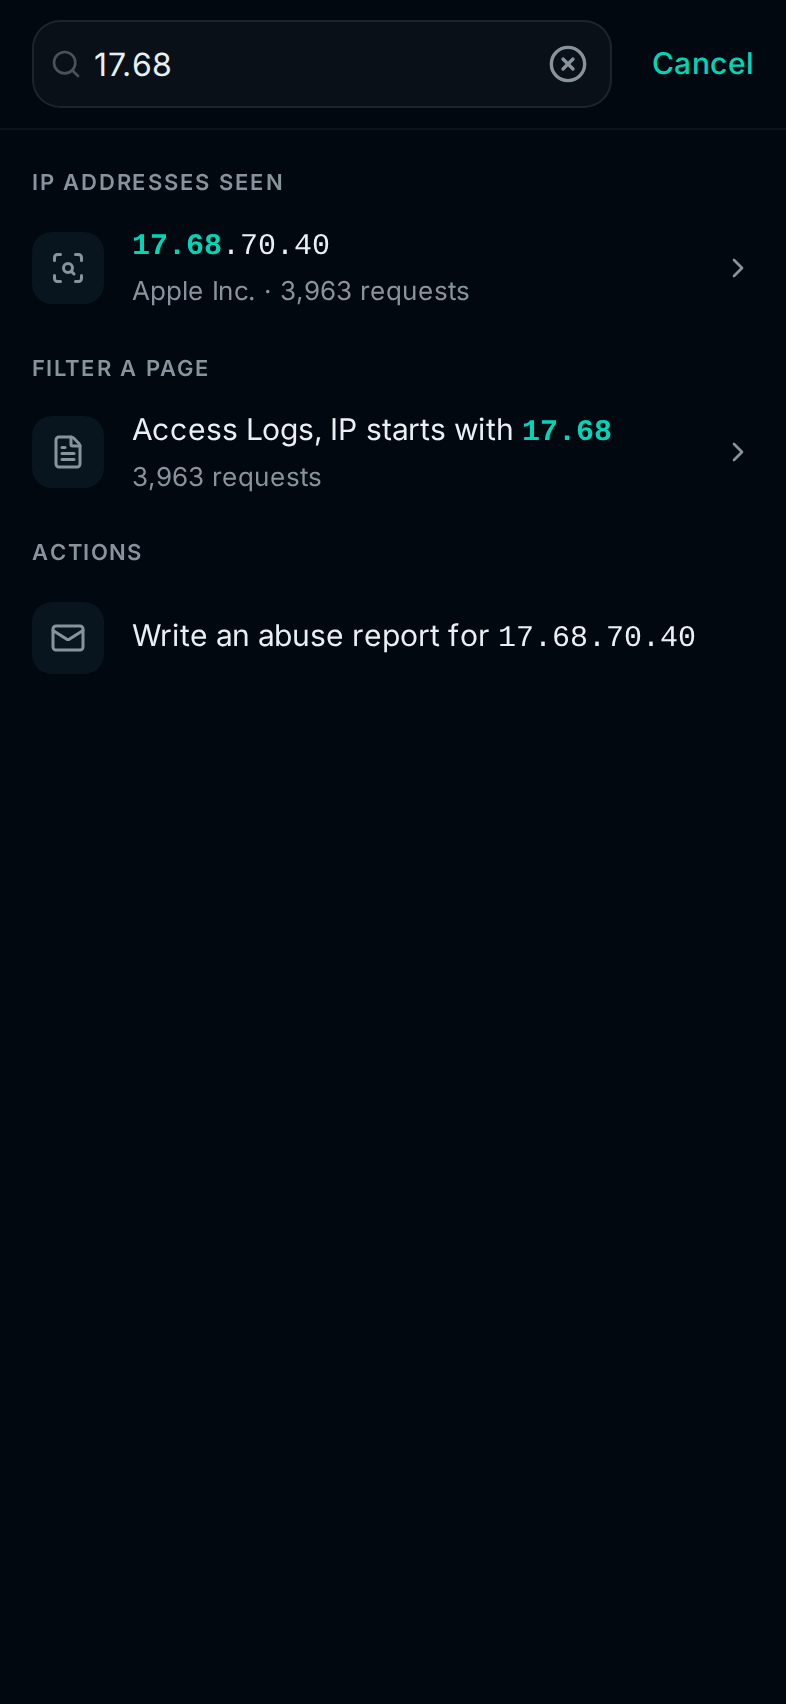 17.68
Cancel
IP ADDRESSES SEEN
17.68.70.40
Apple Inc. · 3,963 requests
FILTER A PAGE
Access Logs, IP starts with 17.68
3,963 requests
ACTIONS
Write an abuse report for 17.68.70.40